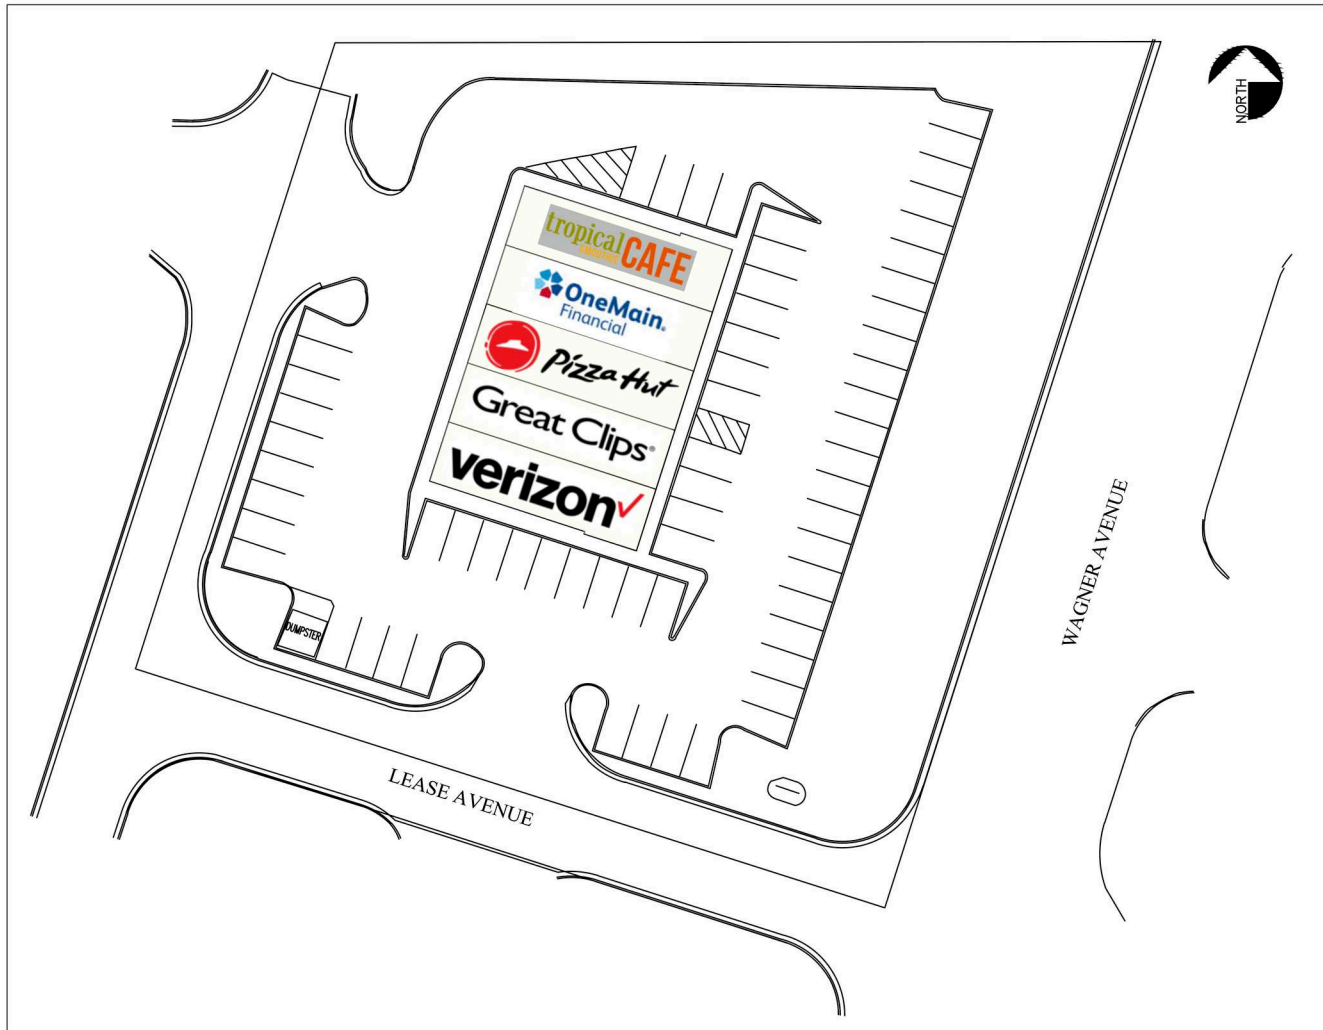 NORTH
tropical
CAFE
OneMain
Financial
Pizza Hut
Great Clips
verizon
WAGNER AVENUE
DUMPSTER
LEASE AVENUE